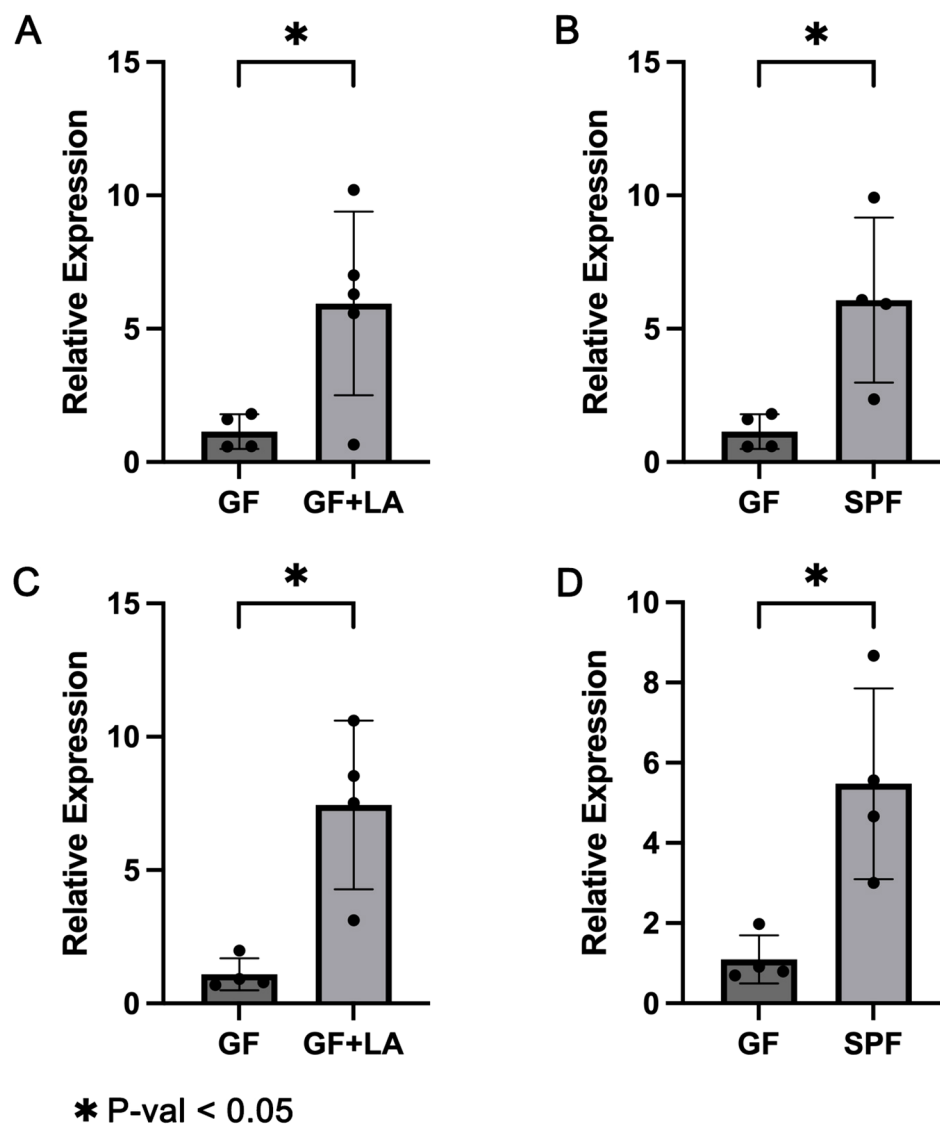 A
*
15
10
5
0
Relative Expression
GF
GF+LA
B
*
15
10
5
0
Relative Expression
GF
SPF
C
*
15
10
5
0
Relative Expression
GF
GF+LA
D
*
10
8
6
4
2
0
Relative Expression
GF
SPF
* P-val < 0.05